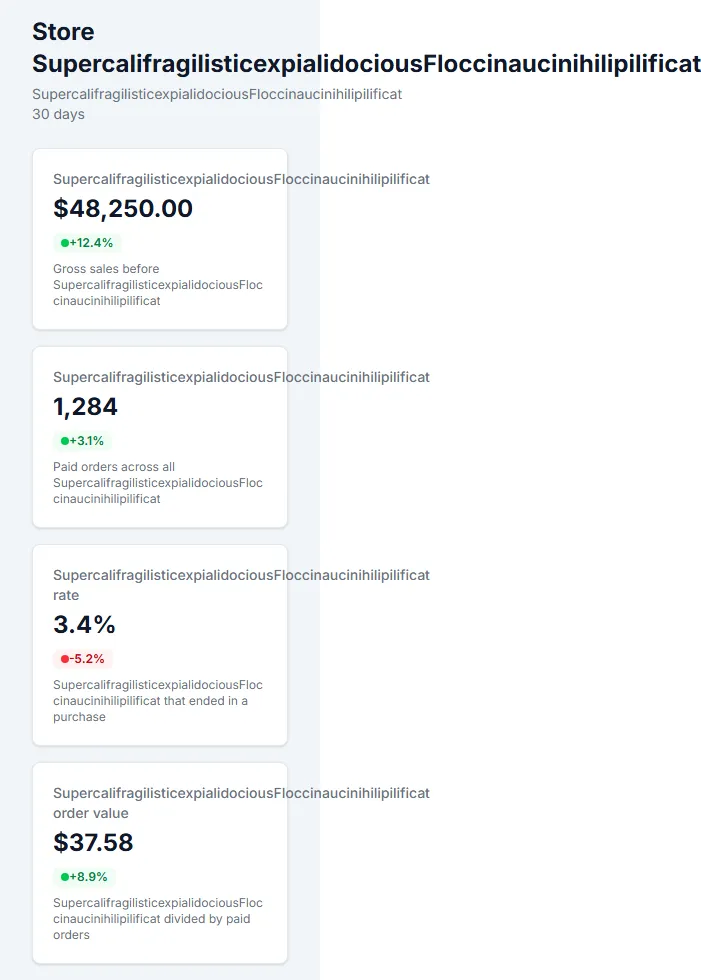 Store
SupercalifragilisticexpialidociousFloccinaucinihilipilificat
SupercalifragilisticexpialidociousFloccinaucinihilipilificat
30 days
SupercalifragilisticexpialidociousFloccinaucinihilipilificat
$48,250.00
+12.4%
Gross sales before
SupercalifragilisticexpialidociousFloc
cinaucinihilipilificat
SupercalifragilisticexpialidociousFloccinaucinihilipilificat
1,284
+3.1%
Paid orders across all
SupercalifragilisticexpialidociousFloc
cinaucinihilipilificat
SupercalifragilisticexpialidociousFloccinaucinihilipilificat
rate
3.4%
-5.2%
SupercalifragilisticexpialidociousFloc
cinaucinihilipilificat that ended in a
purchase
SupercalifragilisticexpialidociousFloccinaucinihilipilificat
order value
$37.58
+8.9%
SupercalifragilisticexpialidociousFloc
cinaucinihilipilificat divided by paid
orders